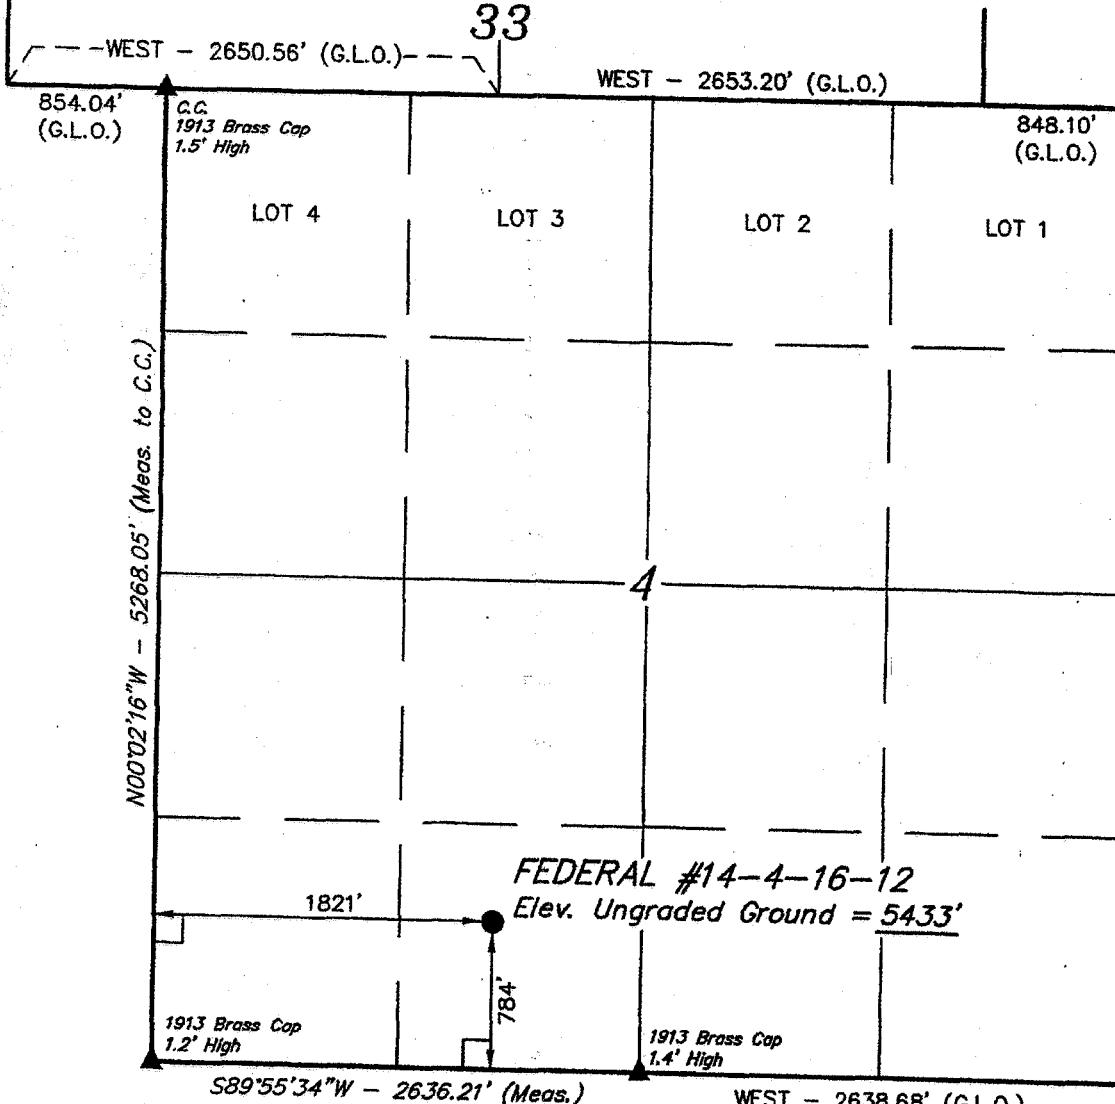 33
WEST - 2650.56' (G.L.O.)
WEST - 2653.20' (G.L.O.)
854.04'
(G.L.O.)
C.C.
1913 Brass Cap
1.5' High
848.10'
(G.L.O.)
LOT 4
LOT 3
LOT 2
LOT 1
N00°02'16"W - 5268.05' (Meas. to C.C.)
4
FEDERAL #14-4-16-12
Elev. Ungraded Ground = 5433'
1821'
784'
1913 Brass Cap
1.2' High
1913 Brass Cap
1.4' High
S89°55'34"W - 2636.21' (Meas.)
WEST - 2638.68' (G.L.O.)